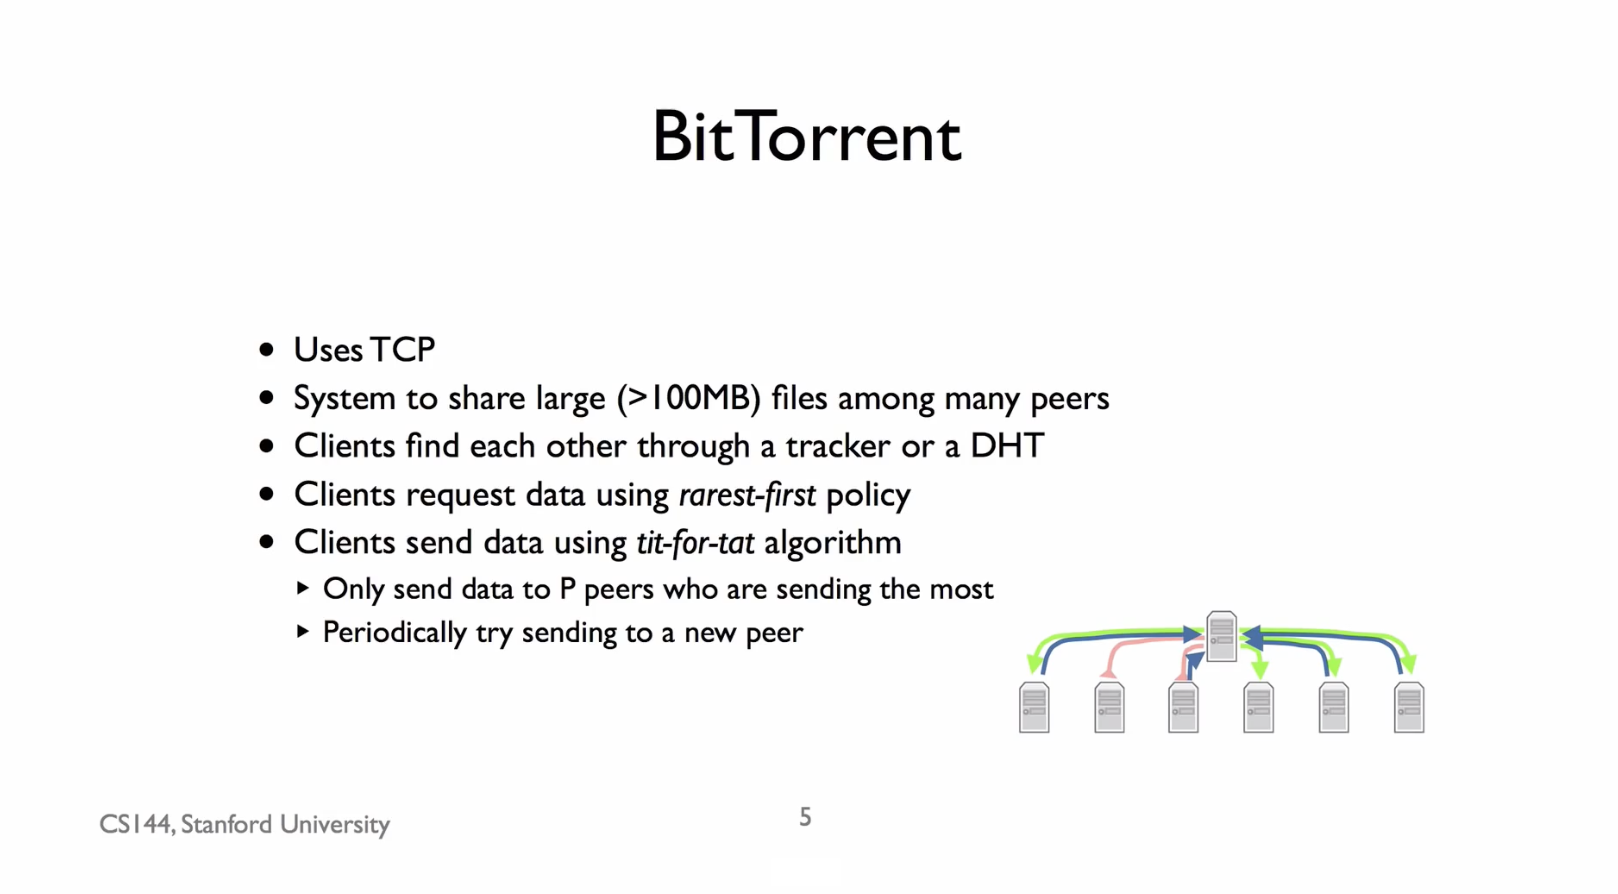 BitTorrent
• Uses TCP
• System to share large (>100MB) files among many peers
• Clients find each other through a tracker or a DHT
• Clients request data using rarest-first policy
• Clients send data using tit-for-tat algorithm
‣ Only send data to P peers who are sending the most
‣ Periodically try sending to a new peer
CS144, Stanford University
5